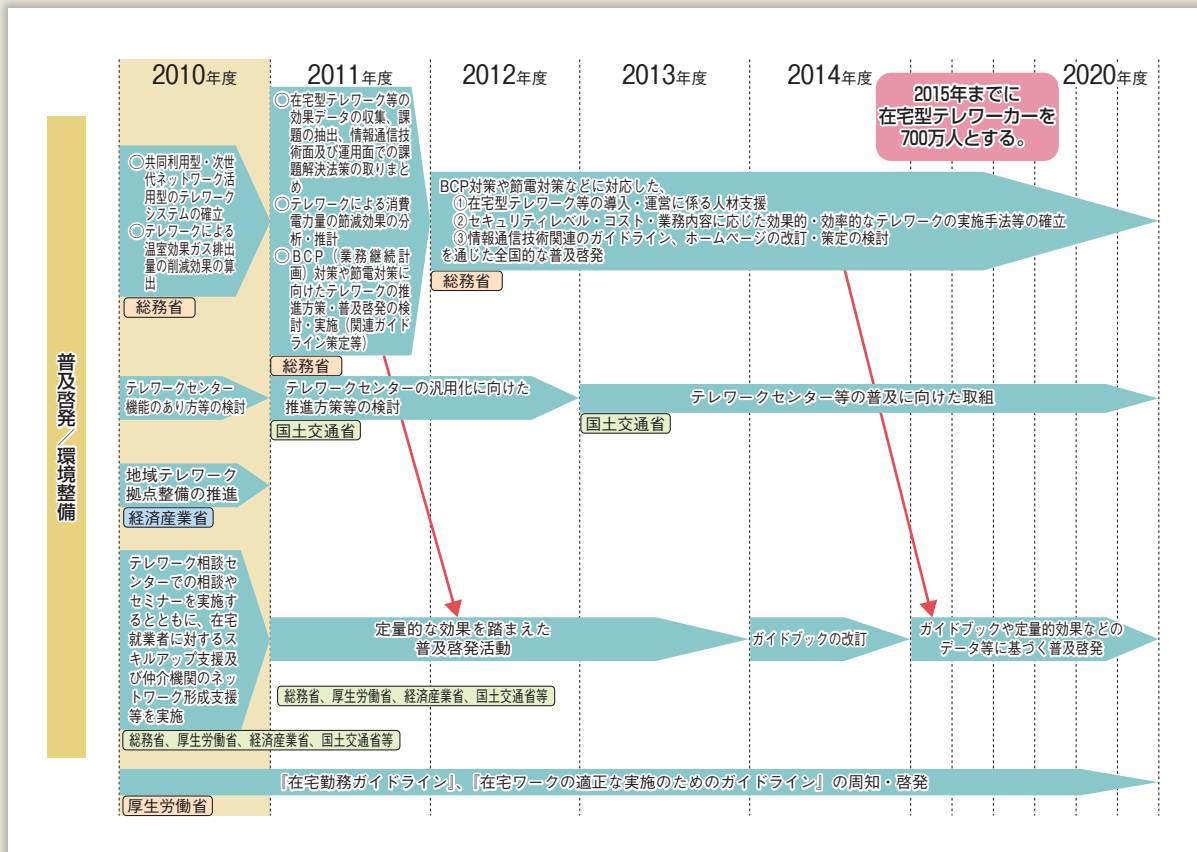 2010年度
2011年度
2012年度
2013年度
2014年度
2020年度
2015年までに
在宅型テレワーカーを
700万人とする。
普及啓発／環境整備
○共同利用型・次世
代ネットワーク活
用型のテレワーク
システムの確立
○テレワークによる
温室効果ガス排出
量の削減効果の算
出
総務省
○在宅型テレワーク等の
効果データの収集、課
題の抽出、情報通信技
術面及び運用面での課
題解決法策の取りまと
め
○テレワークによる消費
電力量の節減効果の分
析・推計
○BCP（業務継続計
画）対策や節電対策に
向けたテレワークの推
進方策・普及啓発の検
討・実施（関連ガイド
ライン策定等）
総務省
BCP対策や節電対策などに対応した、
①在宅型テレワーク等の導入・運営に係る人材支援
②セキュリティレベル・コスト・業務内容に応じた効果的・効率的なテレワークの実施手法等の確立
③情報通信技術関連のガイドライン、ホームページの改訂・策定の検討
を通じた全国的な普及啓発
総務省
テレワークセンター
機能のあり方等の検討
テレワークセンターの汎用化に向けた
推進方策等の検討
国土交通省
テレワークセンター等の普及に向けた取組
国土交通省
地域テレワーク
拠点整備の推進
経済産業省
テレワーク相談セ
ンターでの相談や
セミナーを実施す
るとともに、在宅
就業者に対するス
キルアップ支援及
び仲介機関のネッ
トワーク形成支援
等を実施
総務省、厚生労働省、経済産業省、国土交通省等
定量的な効果を踏まえた
普及啓発活動
総務省、厚生労働省、経済産業省、国土交通省等
ガイドブックの改訂
ガイドブックや定量的効果などの
データ等に基づく普及啓発
『在宅勤務ガイドライン』、『在宅ワークの適正な実施のためのガイドライン』の周知・啓発
厚生労働省